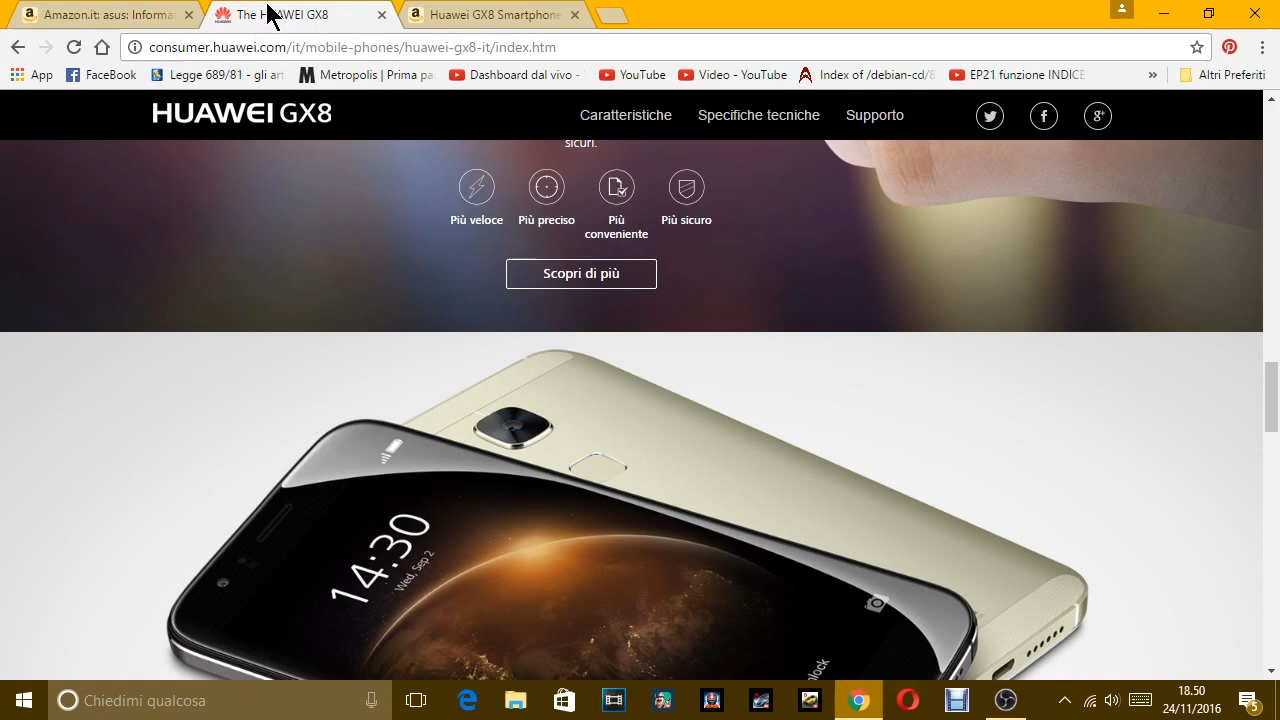 Amazon.it: asus: Informa
The HUAWEI GX8
Huawei GX8 Smartphone
consumer.huawei.com/it/mobile-phones/huawei-gx8-it/index.htm
App
FaceBook
Legge 689/81 - gli art
Metropolis | Prima pa
Dashboard dal vivo -
YouTube
Video - YouTube
Index of /debian-cd/8
EP21 funzione INDICE
»
Altri Preferiti
HUAWEI GX8
Caratteristiche
Specifiche tecniche
Supporto
sicuri.
Più veloce
Più preciso
Più
conveniente
Più sicuro
Scopri di più
14:30
Wed, Sep 2
nlock
Chiedimi qualcosa
18.50
24/11/2016
5